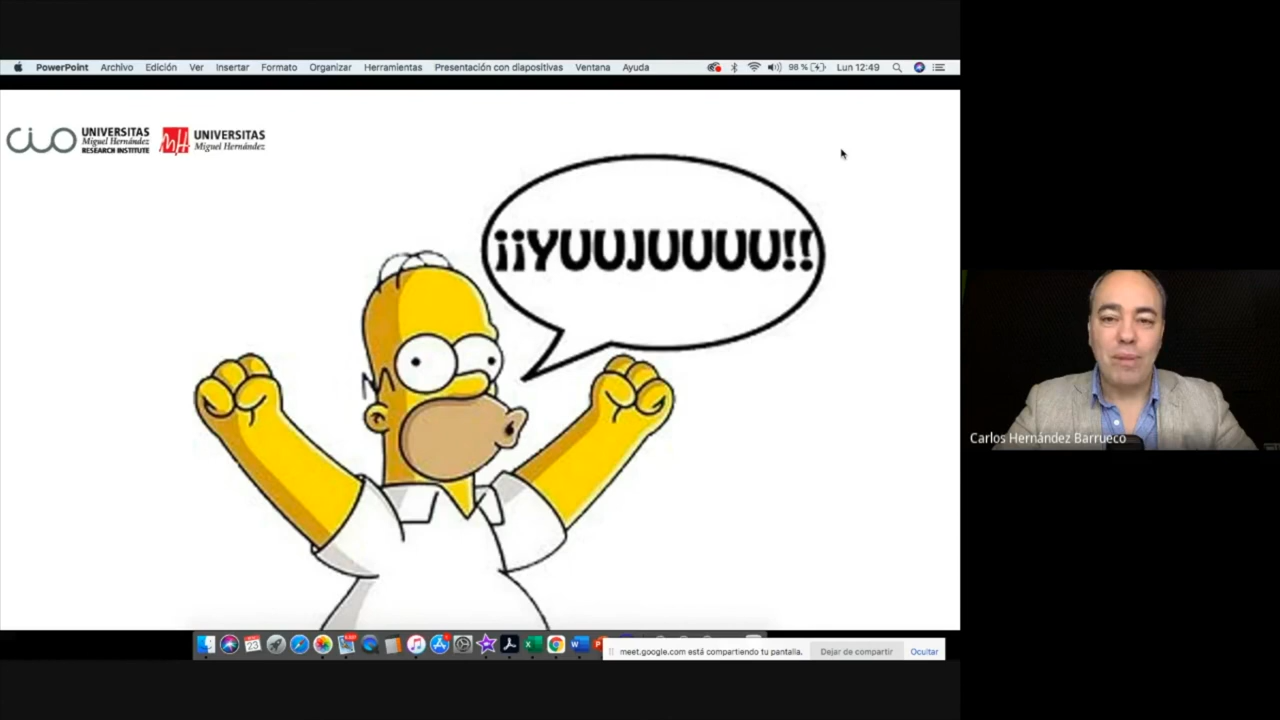 PowerPoint Archivo Edición Ver Insertar Formato Organizar Herramientas Presentación con diapositivas Ventana Ayuda 98 % Lun 12:49
CIO UNIVERSITAS Miguel Hernández RESEARCH INSTITUTE
UNIVERSITAS Miguel Hernández
¡¡YUUJUUUU!!
Carlos Hernández Barrueco
23
meet.google.com está compartiendo tu pantalla. Dejar de compartir Ocultar